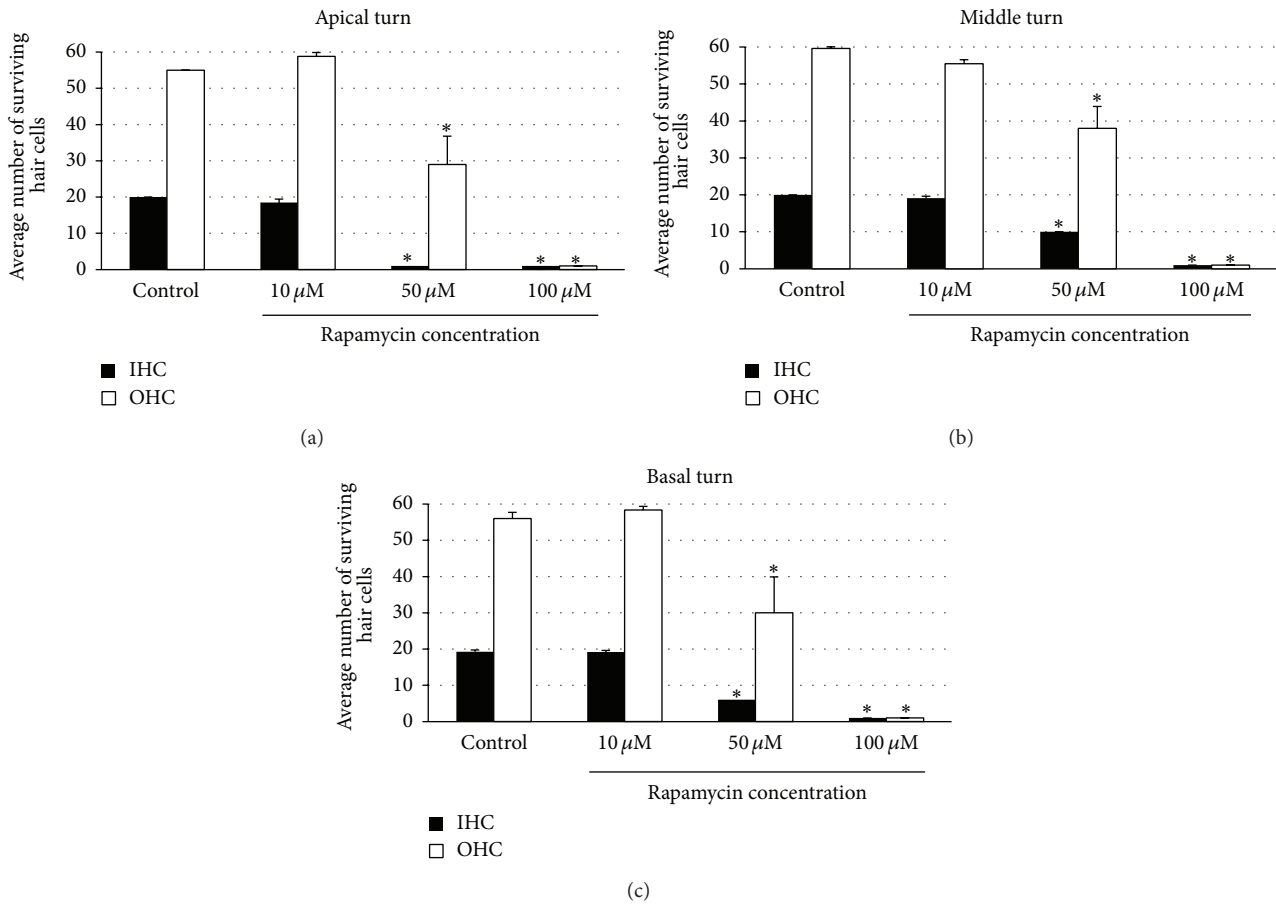 Apical turn
Average number of surviving
hair cells
60
50
40
30
20
10
0
*
*
*
*
Control
10 μM
50 μM
100 μM
Rapamycin concentration
IHC
OHC
(a)
Middle turn
Average number of surviving
hair cells
60
50
40
30
20
10
0
*
*
*
*
Control
10 μM
50 μM
100 μM
Rapamycin concentration
IHC
OHC
(b)
Basal turn
Average number of surviving
hair cells
60
50
40
30
20
10
0
*
*
*
*
Control
10 μM
50 μM
100 μM
Rapamycin concentration
IHC
OHC
(c)